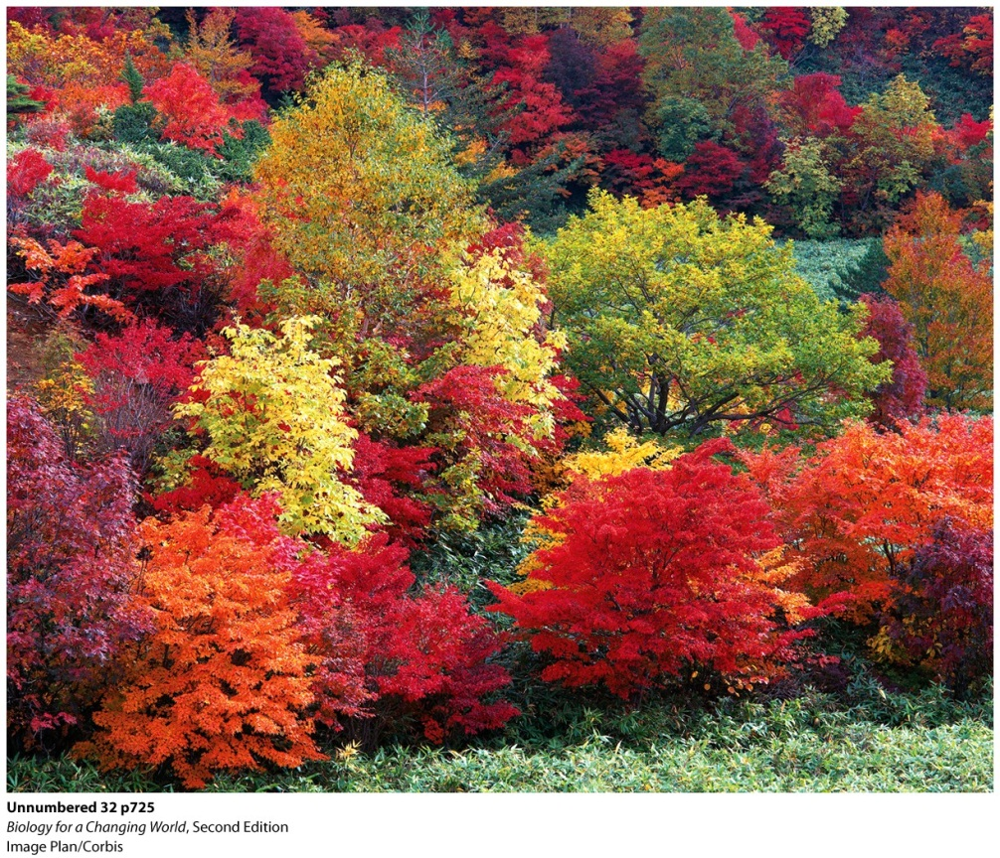 Unnumbered 32 p725
Biology for a Changing World, Second Edition
Image Plan/Corbis